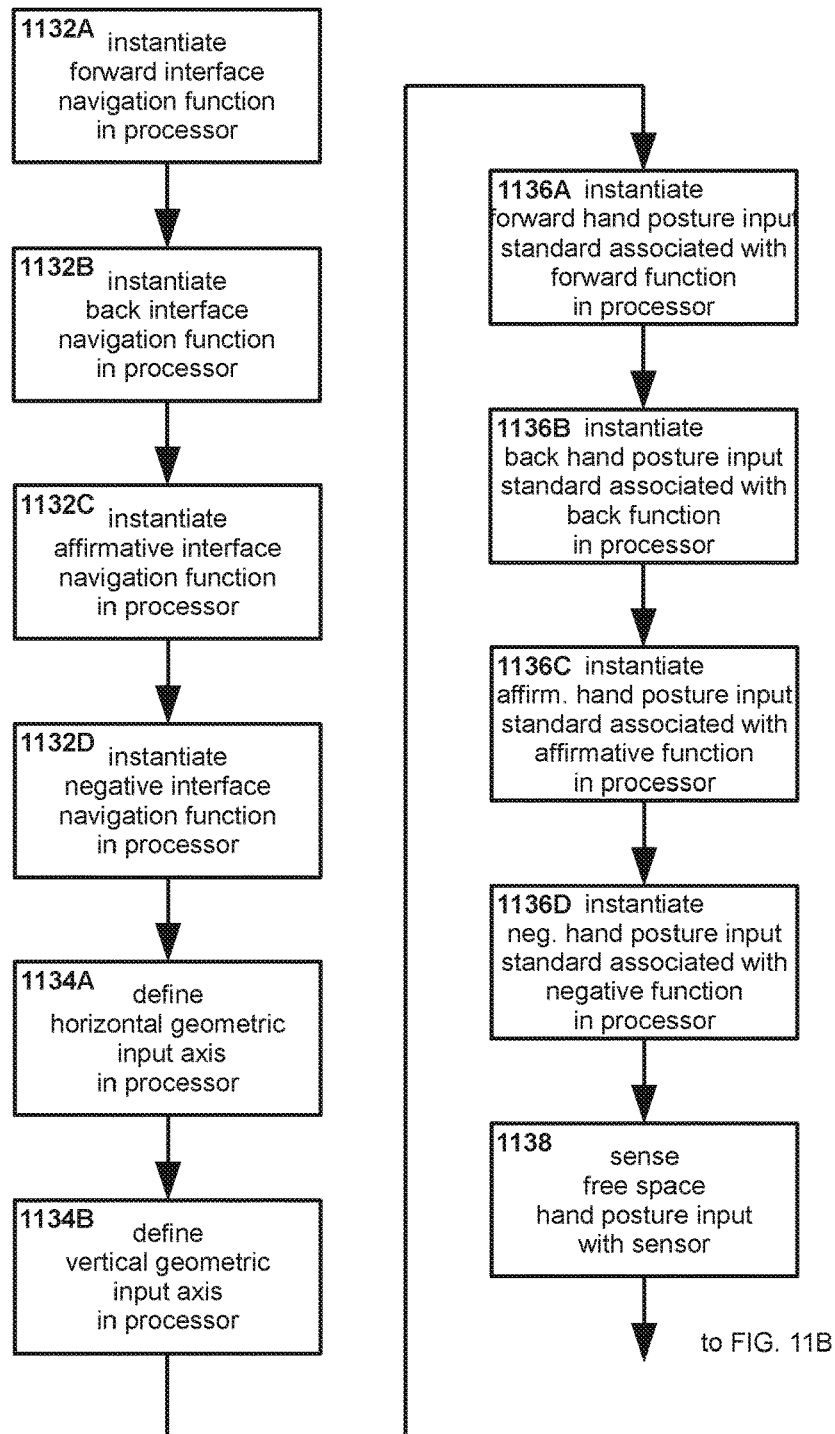 1132A
instantiate
forward interface
navigation function
in processor
1132B
instantiate
back interface
navigation function
in processor
1132C
instantiate
affirmative interface
navigation function
in processor
1132D
instantiate
negative interface
navigation function
in processor
1134A
define
horizontal geometric
input axis
in processor
1134B
define
vertical geometric
input axis
in processor
1136A instantiate
forward hand posture input
standard associated with
forward function
in processor
1136B instantiate
back hand posture input
standard associated with
back function
in processor
1136C instantiate
affirm. hand posture input
standard associated with
affirmative function
in processor
1136D instantiate
neg. hand posture input
standard associated with
negative function
in processor
1138
sense
free space
hand posture input
with sensor
to FIG. 11B